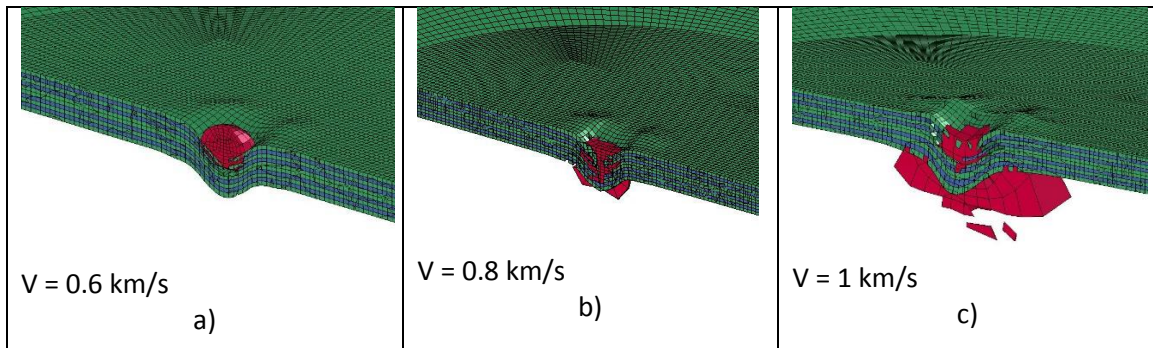 V = 0.6 km/s
a)
V = 0.8 km/s
b)
V = 1 km/s
c)